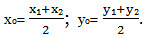 x₀ = (x₁+x₂)/2; y₀ = (y₁+y₂)/2.